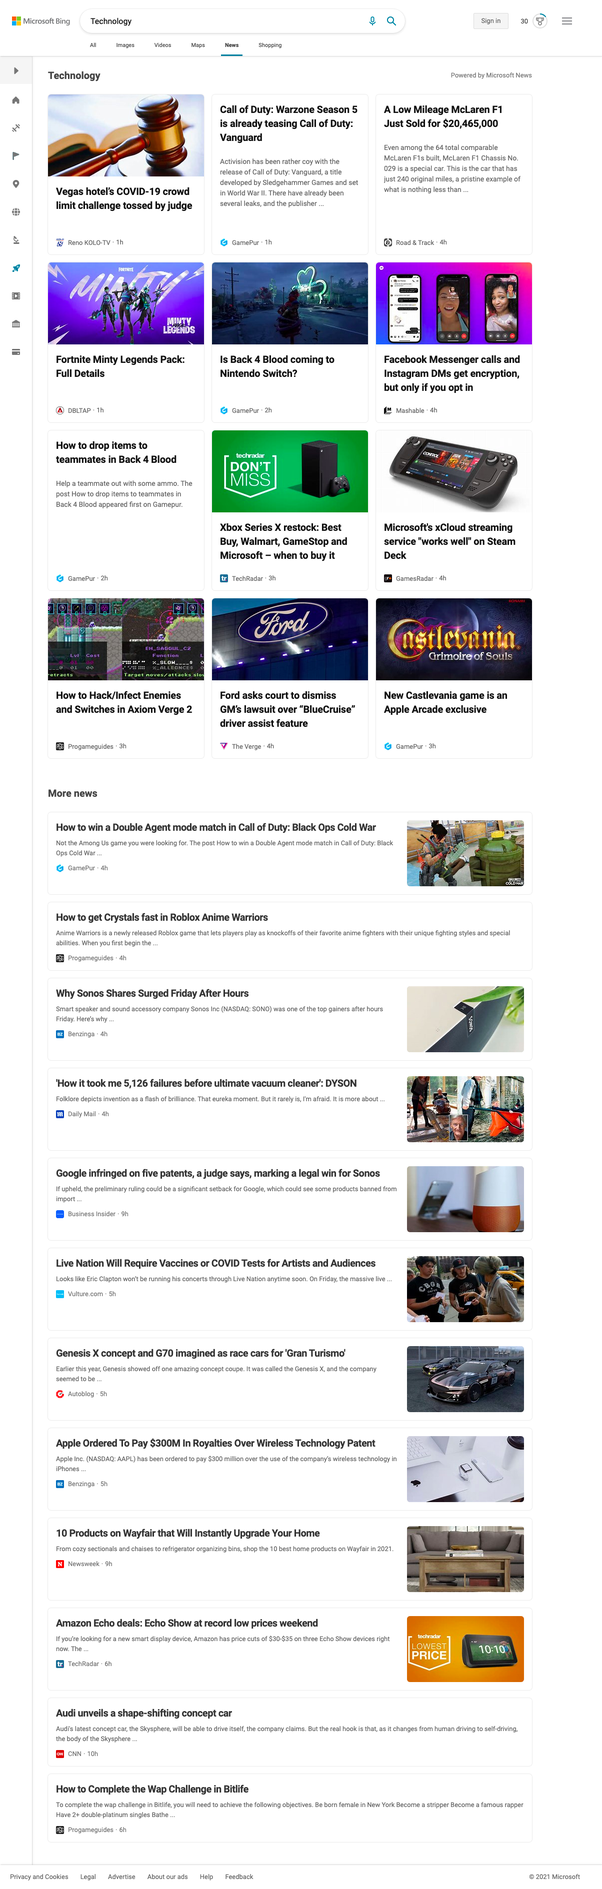 Microsoft Bing
Technology
Sign in
30
All
Images
Videos
Maps
News
Shopping
Technology
Powered by Microsoft News
Vegas hotel's COVID-19 crowd
limit challenge tossed by judge
Reno KOLO-TV · 1h
Call of Duty: Warzone Season 5
is already teasing Call of Duty:
Vanguard
Activision has been rather coy with the
release of Call of Duty: Vanguard, a title
developed by Sledgehammer Games and set
in World War II. There have already been
several leaks, and the publisher ...
GamePur · 1h
A Low Mileage McLaren F1
Just Sold for $20,465,000
Even among the 64 total comparable
McLaren F1s built, McLaren F1 Chassis No.
029 is a special car. This is the car that has
just 240 original miles, a pristine example of
what is nothing less than ...
Road & Track · 4h
FORTNITE
MINTY
MINTY
LEGENDS
Fortnite Minty Legends Pack:
Full Details
DBLTAP · 1h
Is Back 4 Blood coming to
Nintendo Switch?
GamePur · 2h
Facebook Messenger calls and
Instagram DMs get encryption,
but only if you opt in
Mashable · 4h
How to drop items to
teammates in Back 4 Blood
Help a teammate out with some ammo. The
post How to drop items to teammates in
Back 4 Blood appeared first on Gamepur.
GamePur · 2h
techradar
DON'T
MISS
Xbox Series X restock: Best
Buy, Walmart, GameStop and
Microsoft – when to buy it
TechRadar · 3h
Microsoft's xCloud streaming
service "works well" on Steam
Deck
GamesRadar · 4h
How to Hack/Infect Enemies
and Switches in Axiom Verge 2
Progameguides · 3h
Ford
Ford asks court to dismiss
GM's lawsuit over "BlueCruise"
driver assist feature
The Verge · 4h
Castlevania
Grimoire of Souls
New Castlevania game is an
Apple Arcade exclusive
GamePur · 3h
More news
How to win a Double Agent mode match in Call of Duty: Black Ops Cold War
Not the Among Us game you were looking for. The post How to win a Double Agent mode match in Call of Duty: Black
Ops Cold War ...
GamePur · 4h
How to get Crystals fast in Roblox Anime Warriors
Anime Warriors is a newly released Roblox game that lets players play as knockoffs of their favorite anime fighters with their unique fighting styles and special
abilities. When you first begin the ...
Progameguides · 4h
Why Sonos Shares Surged Friday After Hours
Smart speaker and sound accessory company Sonos Inc (NASDAQ: SONO) was one of the top gainers after hours
Friday. Here's why ...
Benzinga · 4h
'How it took me 5,126 failures before ultimate vacuum cleaner': DYSON
Folklore depicts invention as a flash of brilliance. That eureka moment. But it rarely is, I'm afraid. It is more about ...
Daily Mail · 4h
Google infringed on five patents, a judge says, marking a legal win for Sonos
If upheld, the preliminary ruling could be a significant setback for Google, which could see some products banned from
import ...
Business Insider · 9h
Live Nation Will Require Vaccines or COVID Tests for Artists and Audiences
Looks like Eric Clapton won't be running his concerts through Live Nation anytime soon. On Friday, the massive live ...
Vulture.com · 5h
Genesis X concept and G70 imagined as race cars for 'Gran Turismo'
Earlier this year, Genesis showed off one amazing concept coupe. It was called the Genesis X, and the company
seemed to be ...
Autoblog · 5h
Apple Ordered To Pay $300M In Royalties Over Wireless Technology Patent
Apple Inc. (NASDAQ: AAPL) has been ordered to pay $300 million over the use of the company's wireless technology in
iPhones ...
Benzinga · 5h
10 Products on Wayfair that Will Instantly Upgrade Your Home
From cozy sectionals and chaises to refrigerator organizing bins, shop the 10 best home products on Wayfair in 2021.
Newsweek · 9h
Amazon Echo deals: Echo Show at record low prices weekend
If you're looking for a new smart display device, Amazon has price cuts of $30-$35 on three Echo Show devices right
now. The ...
TechRadar · 6h
techradar
LOWEST
PRICE
10:10
Audi unveils a shape-shifting concept car
Audi's latest concept car, the Skysphere, will be able to drive itself, the company claims. But the real hook is that, as it changes from human driving to self-driving,
the body of the Skysphere ...
CNN · 10h
How to Complete the Wap Challenge in Bitlife
To complete the wap challenge in Bitlife, you will need to achieve the following objectives. Be born female in New York Become a stripper Become a famous rapper
Have 2+ double-platinum singles Bathe ...
Progameguides · 6h
Privacy and Cookies
Legal
Advertise
About our ads
Help
Feedback
© 2021 Microsoft